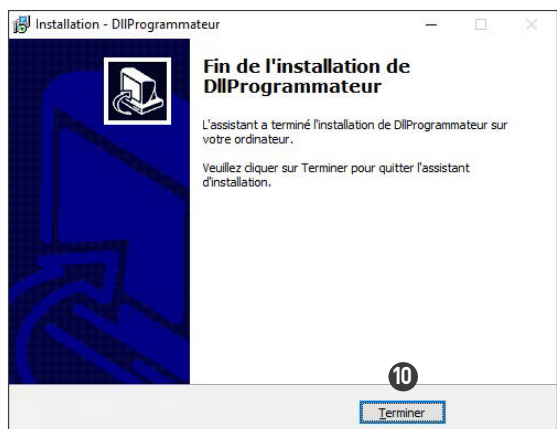 Installation - DllProgrammateur
Fin de l'installation de
DllProgrammateur
L'assistant a terminé l'installation de DllProgrammateur sur
votre ordinateur.
Veuillez cliquer sur Terminer pour quitter l'assistant
d'installation.
10
Terminer